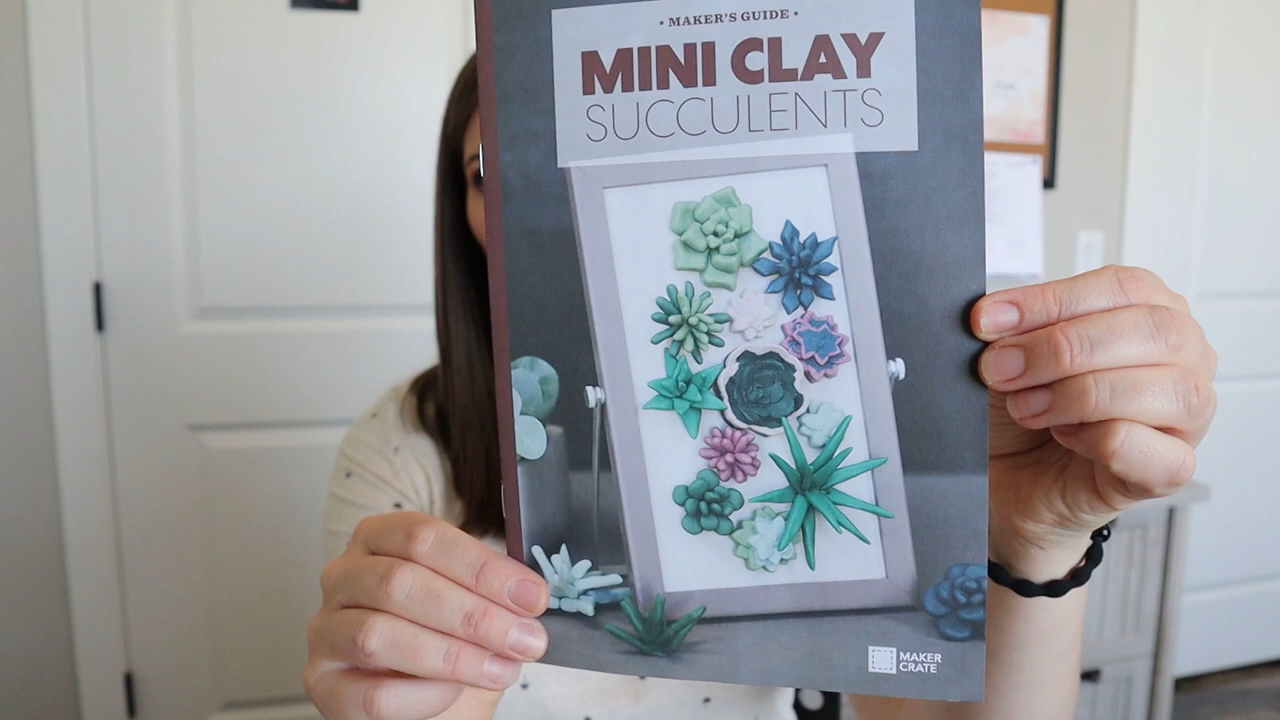 • MAKER'S GUIDE •
MINI CLAY
SUCCULENTS
MAKER
CRATE